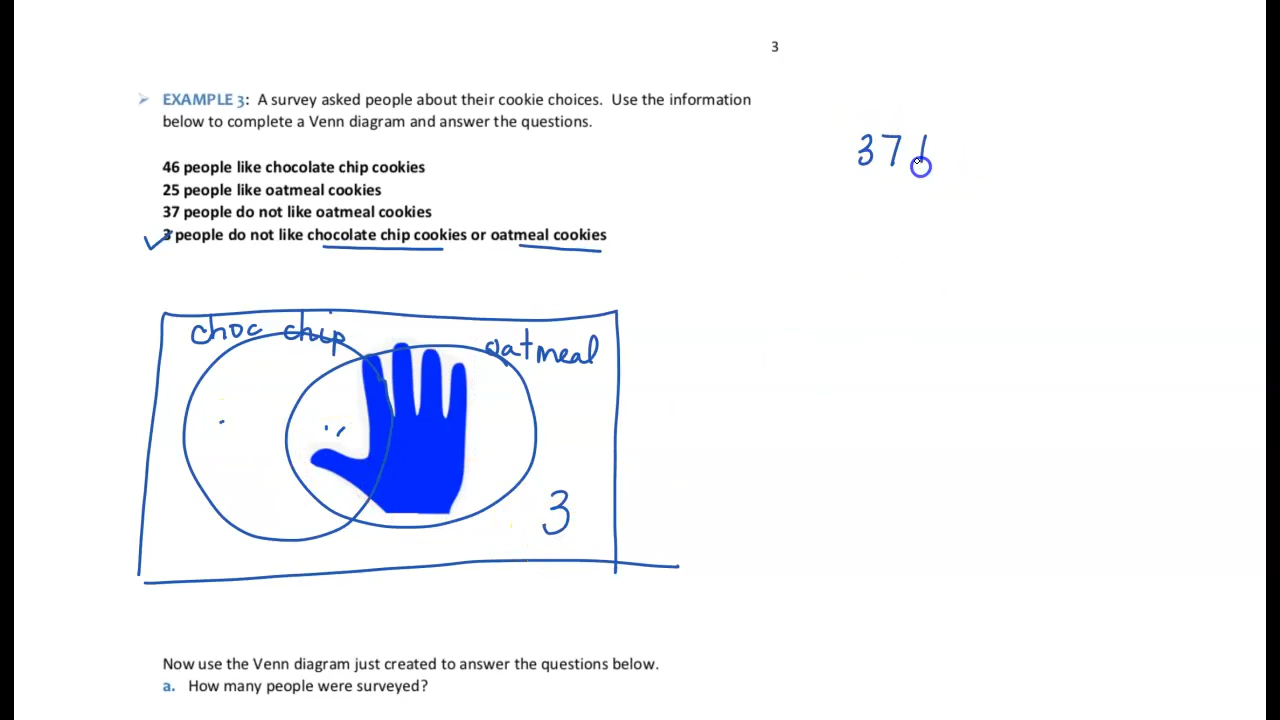 3
➢ EXAMPLE 3: A survey asked people about their cookie choices. Use the information
below to complete a Venn diagram and answer the questions.
37
46 people like chocolate chip cookies
25 people like oatmeal cookies
37 people do not like oatmeal cookies
3 people do not like chocolate chip cookies or oatmeal cookies
choc chip
oatmeal
3
Now use the Venn diagram just created to answer the questions below.
a. How many people were surveyed?